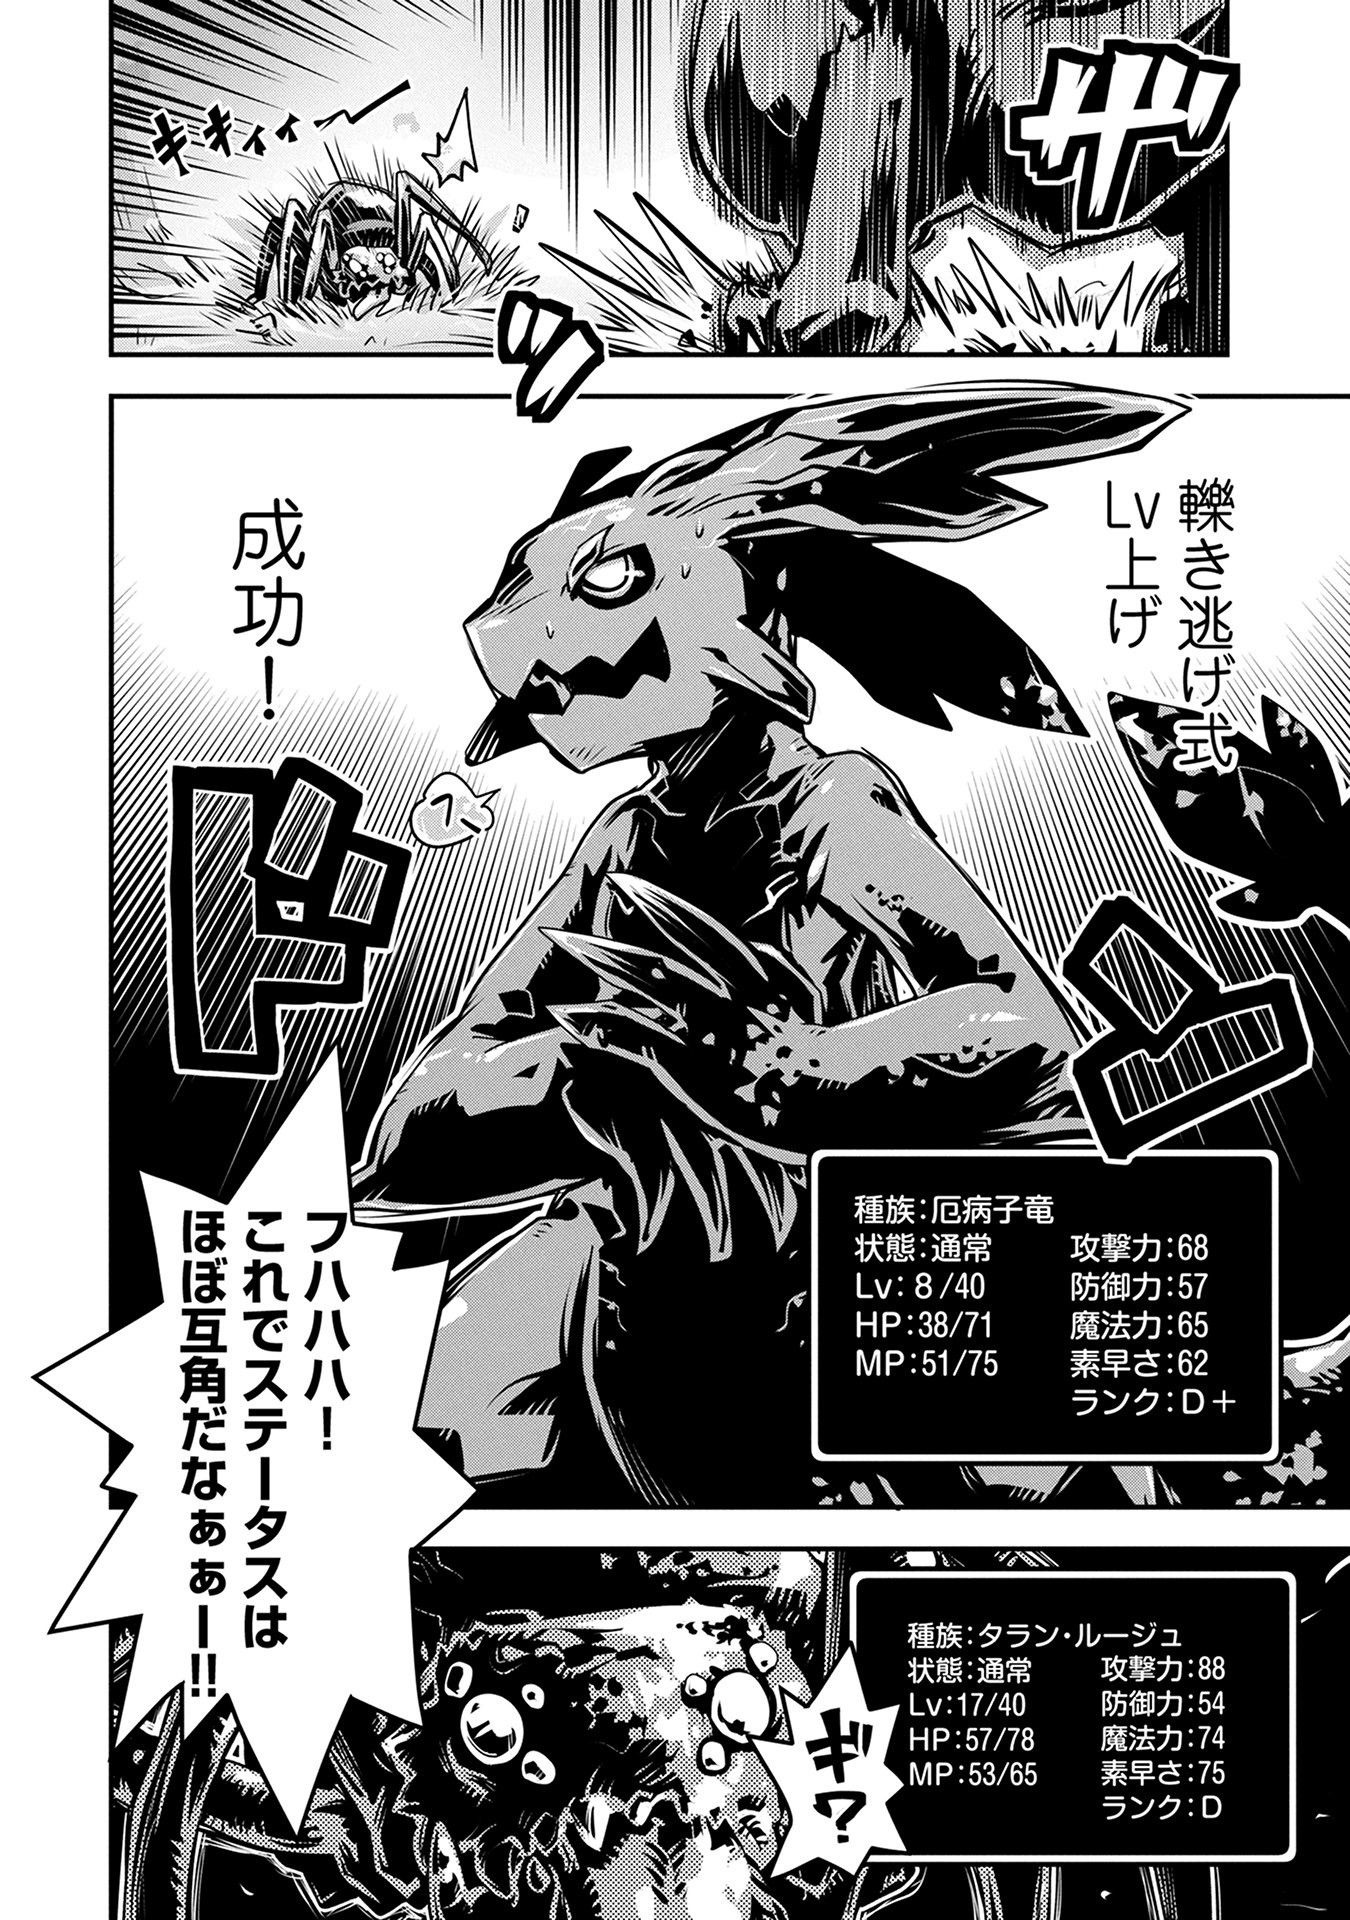 ザッ
キキィィー
ザッ
轢き逃げ式
Lv上げ
成功！
へ
ドロ
種族：厄病子竜
状態：通常
Lv：8/40
HP：38/71
MP：51/75
攻撃力：68
防御力：57
魔法力：65
素早さ：62
ランク：D＋
フハハハ！
これでステータスは
ほぼ互角だなぁぁー!!
種族：タラン・ルージュ
状態：通常
Lv：17/40
HP：57/78
MP：53/65
攻撃力：88
防御力：54
魔法力：74
素早さ：75
ランク：D
ギ？